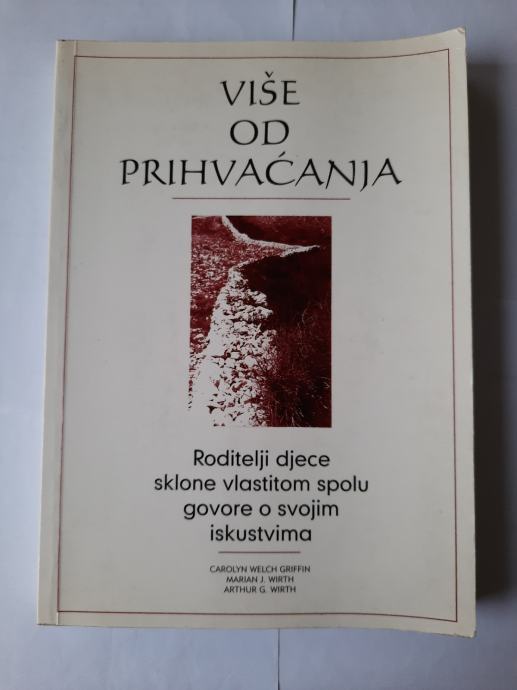 VIŠE
OD
PRIHVAĆANJA
Roditelji djece
sklone vlastitom spolu
govore o svojim
iskustvima
CAROLYN WELCH GRIFFIN
MARIAN J. WIRTH
ARTHUR G. WIRTH